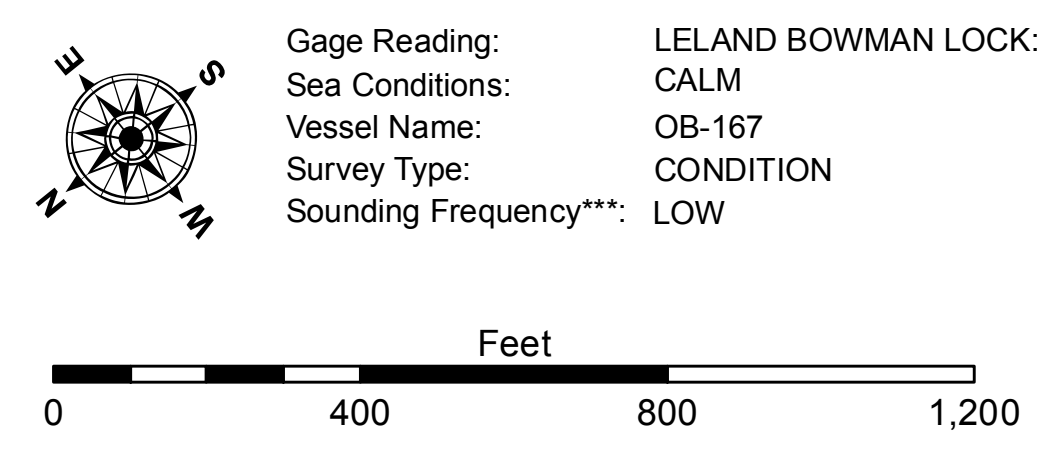 E
S
N
W
Gage Reading: LELAND BOWMAN LOCK:
Sea Conditions: CALM
Vessel Name: OB-167
Survey Type: CONDITION
Sounding Frequency***: LOW
Feet
0 400 800 1,200